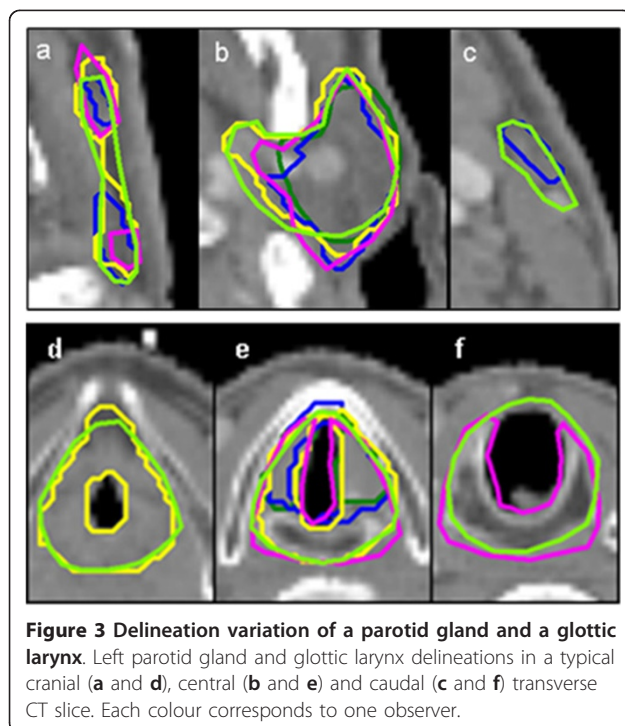 a b c
d e f
Figure 3 Delineation variation of a parotid gland and a glottic
larynx. Left parotid gland and glottic larynx delineations in a typical
cranial (a and d), central (b and e) and caudal (c and f) transverse
CT slice. Each colour corresponds to one observer.